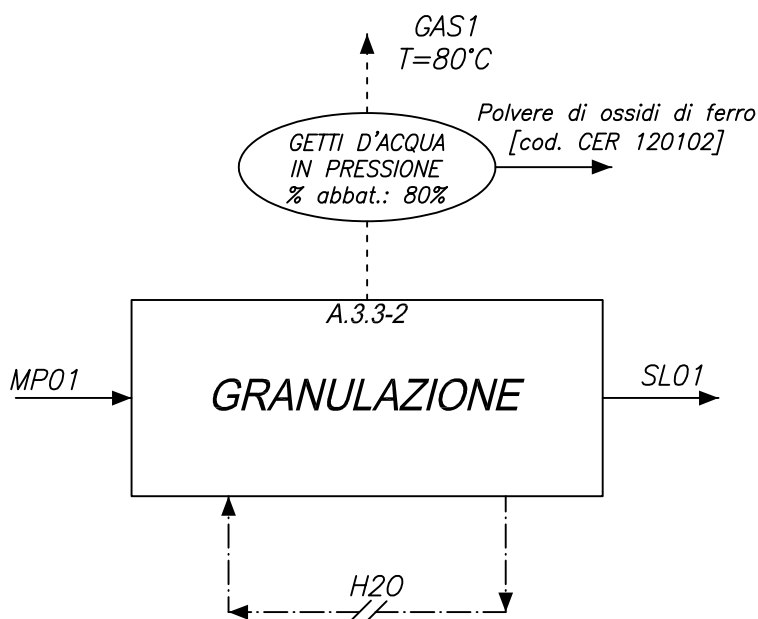 GAS1
T=80°C
Polvere di ossidi di ferro
[cod. CER 120102]
GETTI D'ACQUA
IN PRESSIONE
% abbat.: 80%
A.3.3-2
MP01
GRANULAZIONE
SL01
H20